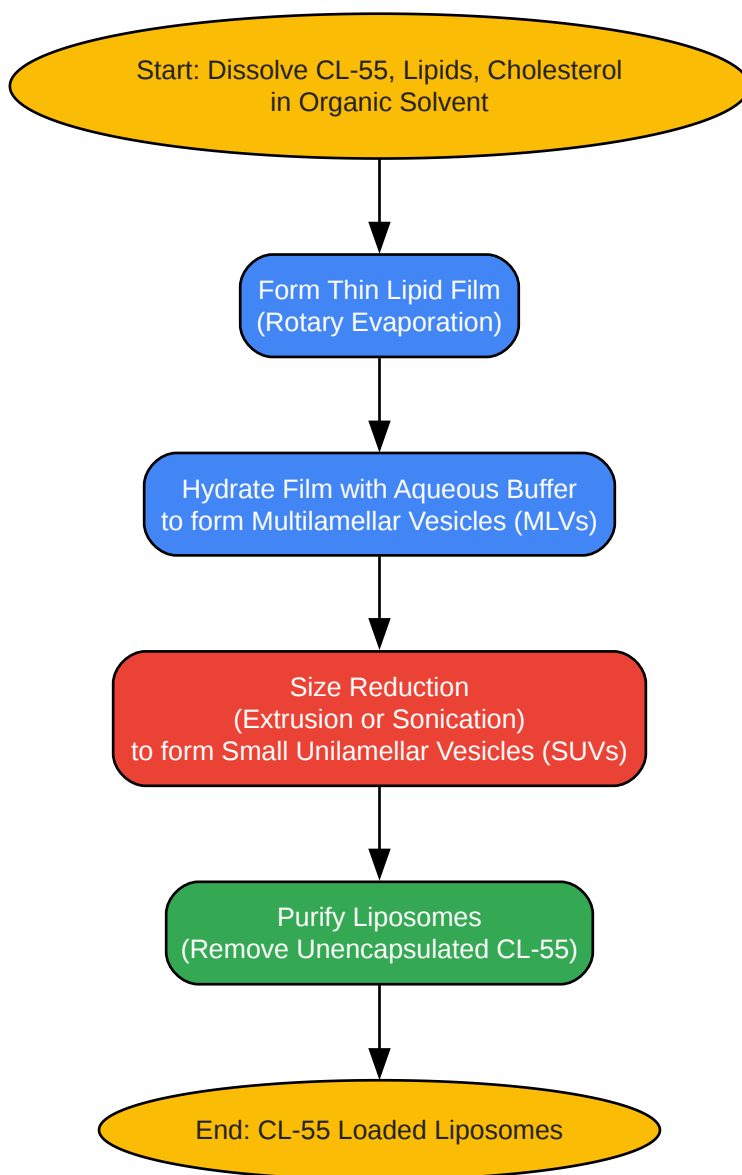 Start: Dissolve CL-55, Lipids, Cholesterol
in Organic Solvent
Form Thin Lipid Film
(Rotary Evaporation)
Hydrate Film with Aqueous Buffer
to form Multilamellar Vesicles (MLVs)
Size Reduction
(Extrusion or Sonication)
to form Small Unilamellar Vesicles (SUVs)
Purify Liposomes
(Remove Unencapsulated CL-55)
End: CL-55 Loaded Liposomes